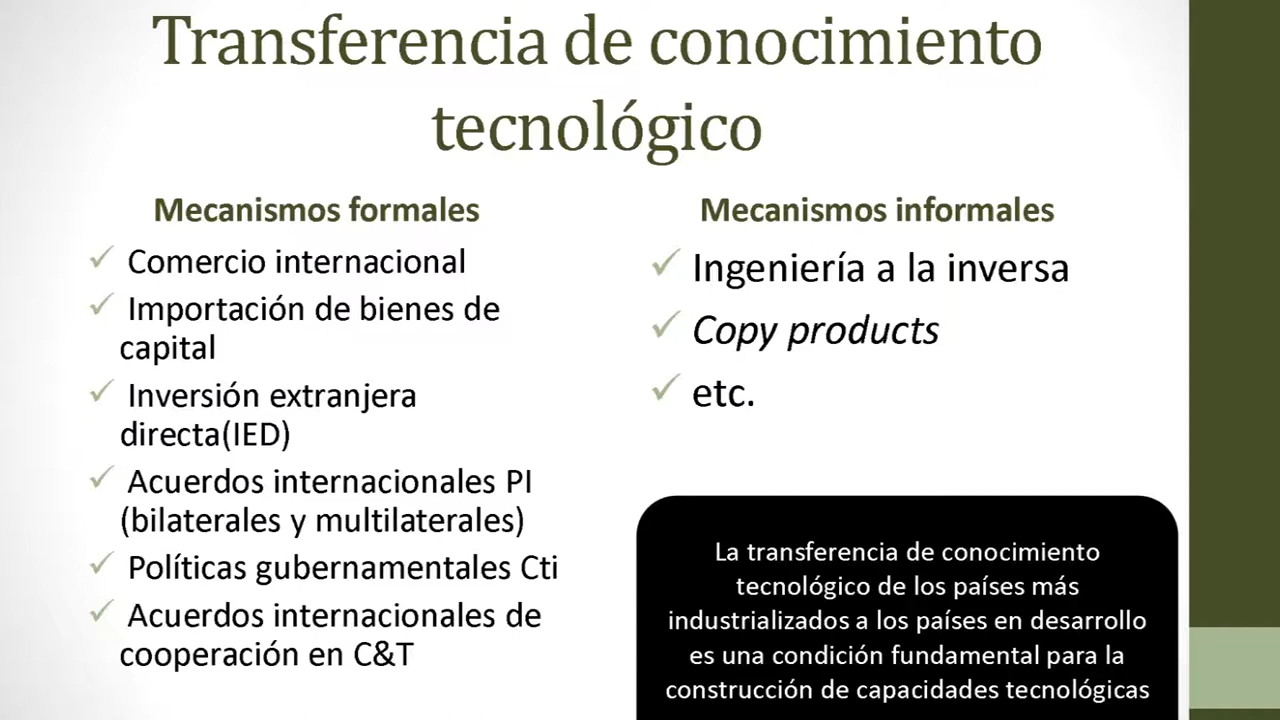 Transferencia de conocimiento
tecnológico
Mecanismos formales
Comercio internacional
Importación de bienes de
capital
Inversión extranjera
directa(IED)
Acuerdos internacionales PI
(bilaterales y multilaterales)
Políticas gubernamentales Cti
Acuerdos internacionales de
cooperación en C&T
Mecanismos informales
Ingeniería a la inversa
Copy products
etc.
La transferencia de conocimiento
tecnológico de los países más
industrializados a los países en desarrollo
es una condición fundamental para la
construcción de capacidades tecnológicas